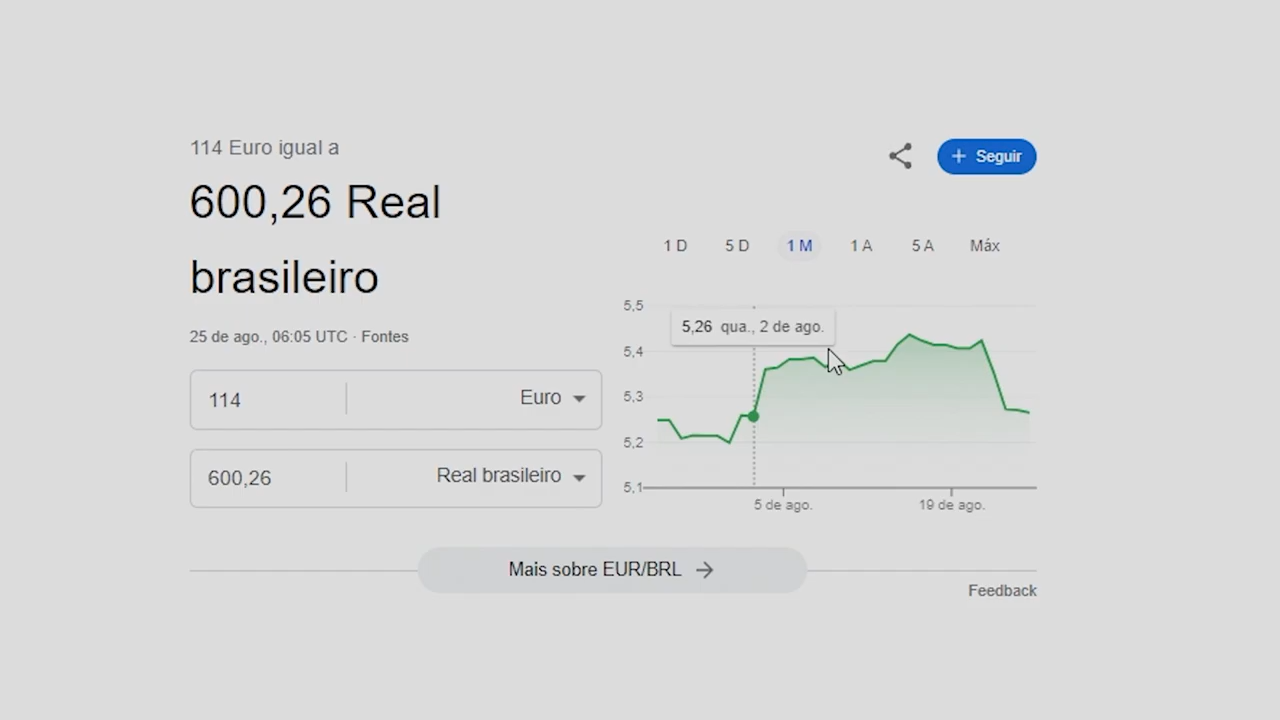 114 Euro igual a
600,26 Real
brasileiro
25 de ago., 06:05 UTC · Fontes
114 Euro
600,26 Real brasileiro
Seguir
1 D 5 D 1 M 1 A 5 A Máx
5,5
5,26 qua., 2 de ago.
5,4
5,3
5,2
5,1
5 de ago. 19 de ago.
Mais sobre EUR/BRL
Feedback